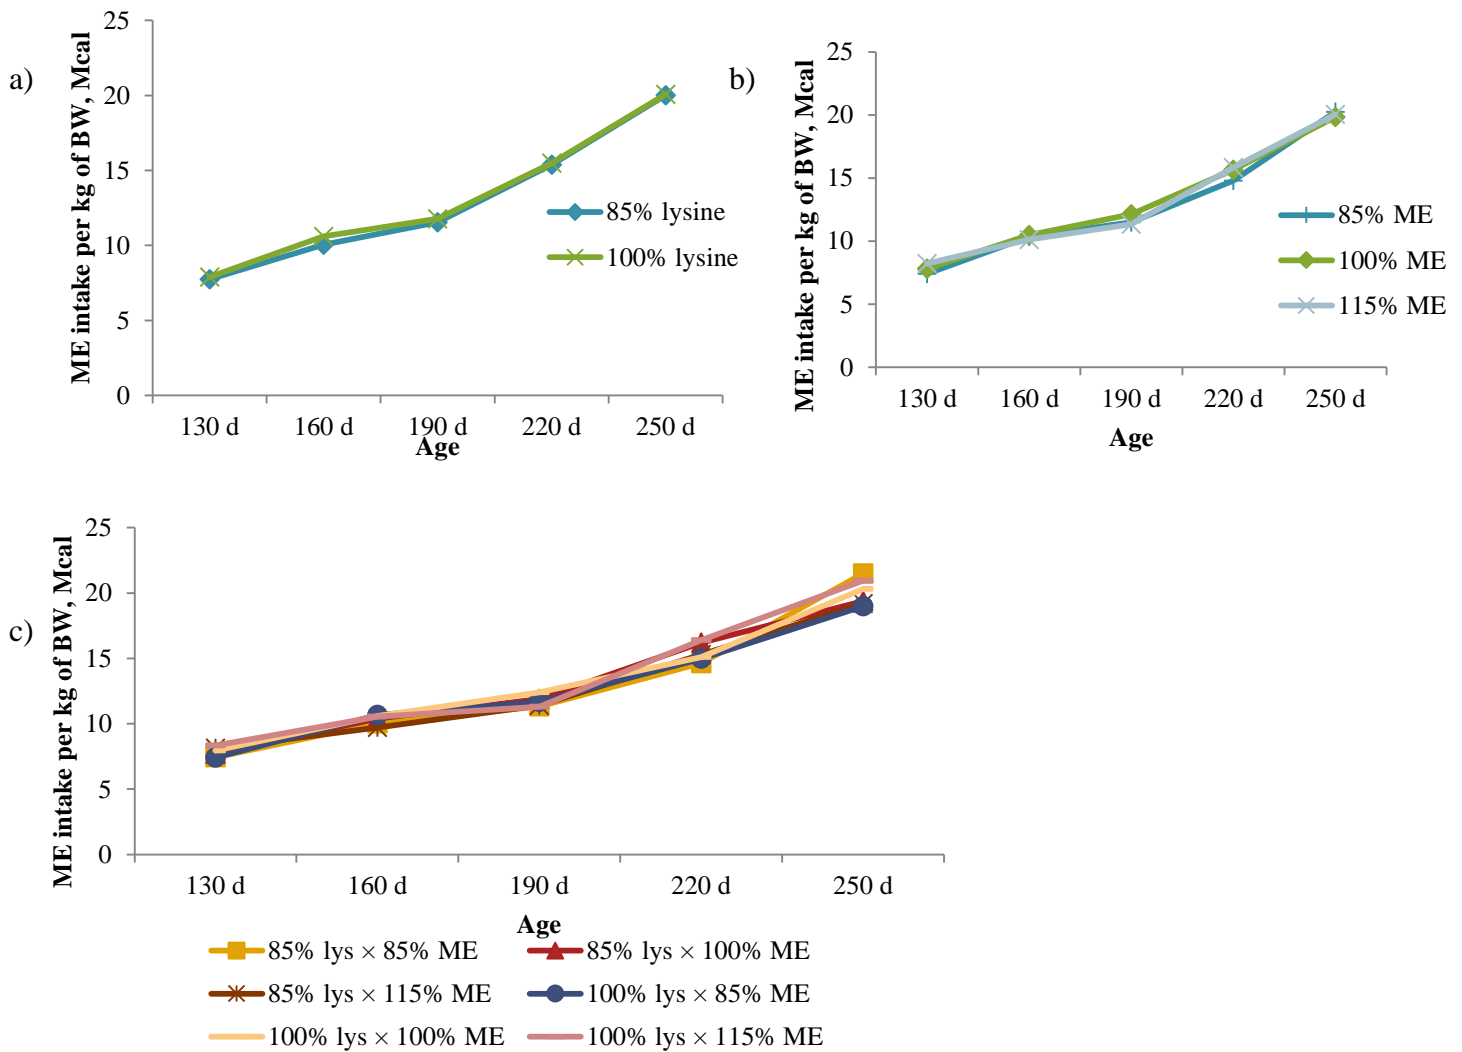 a)
ME intake per kg of BW, Mcal
25
20
15
10
5
0
130 d 160 d 190 d 220 d 250 d
Age
85% lysine
100% lysine
b)
ME intake per kg of BW, Mcal
25
20
15
10
5
0
130 d 160 d 190 d 220 d 250 d
Age
85% ME
100% ME
115% ME
c)
ME intake per kg of BW, Mcal
25
20
15
10
5
0
130 d 160 d 190 d 220 d 250 d
Age
85% lys × 85% ME 85% lys × 100% ME
85% lys × 115% ME 100% lys × 85% ME
100% lys × 100% ME 100% lys × 115% ME